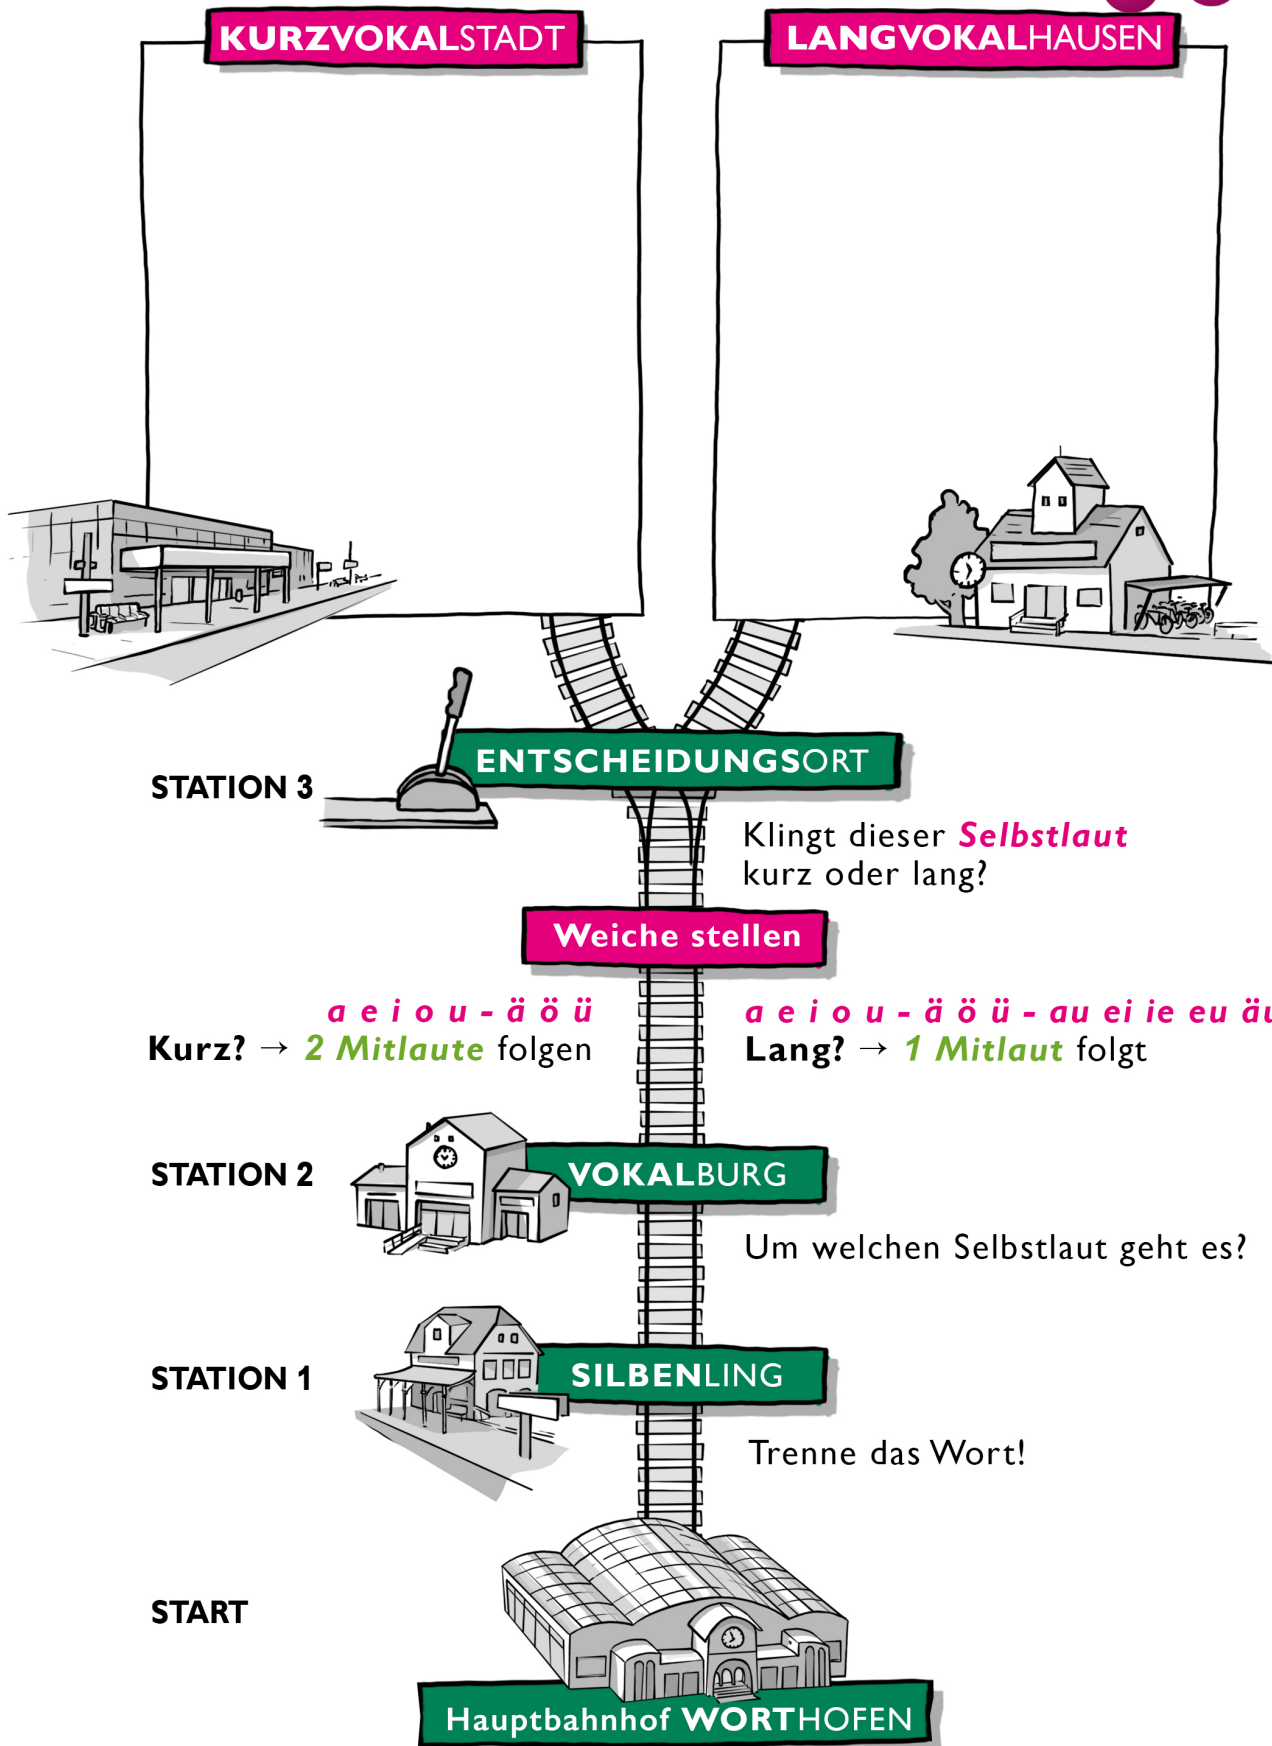 KURZVOKALSTADT
LANGVOKALHAUSEN
STATION 3
ENTSCHEIDUNGSORT
Klingt dieser Selbstlaut
kurz oder lang?
Weiche stellen
a e i o u - ä ö ü
Kurz? → 2 Mitlaute folgen
a e i o u - ä ö ü - au ei ie eu äu
Lang? → 1 Mitlaut folgt
STATION 2
VOKALBURG
Um welchen Selbstlaut geht es?
STATION 1
SILBENLING
Trenne das Wort!
START
Hauptbahnhof WORTHOFEN